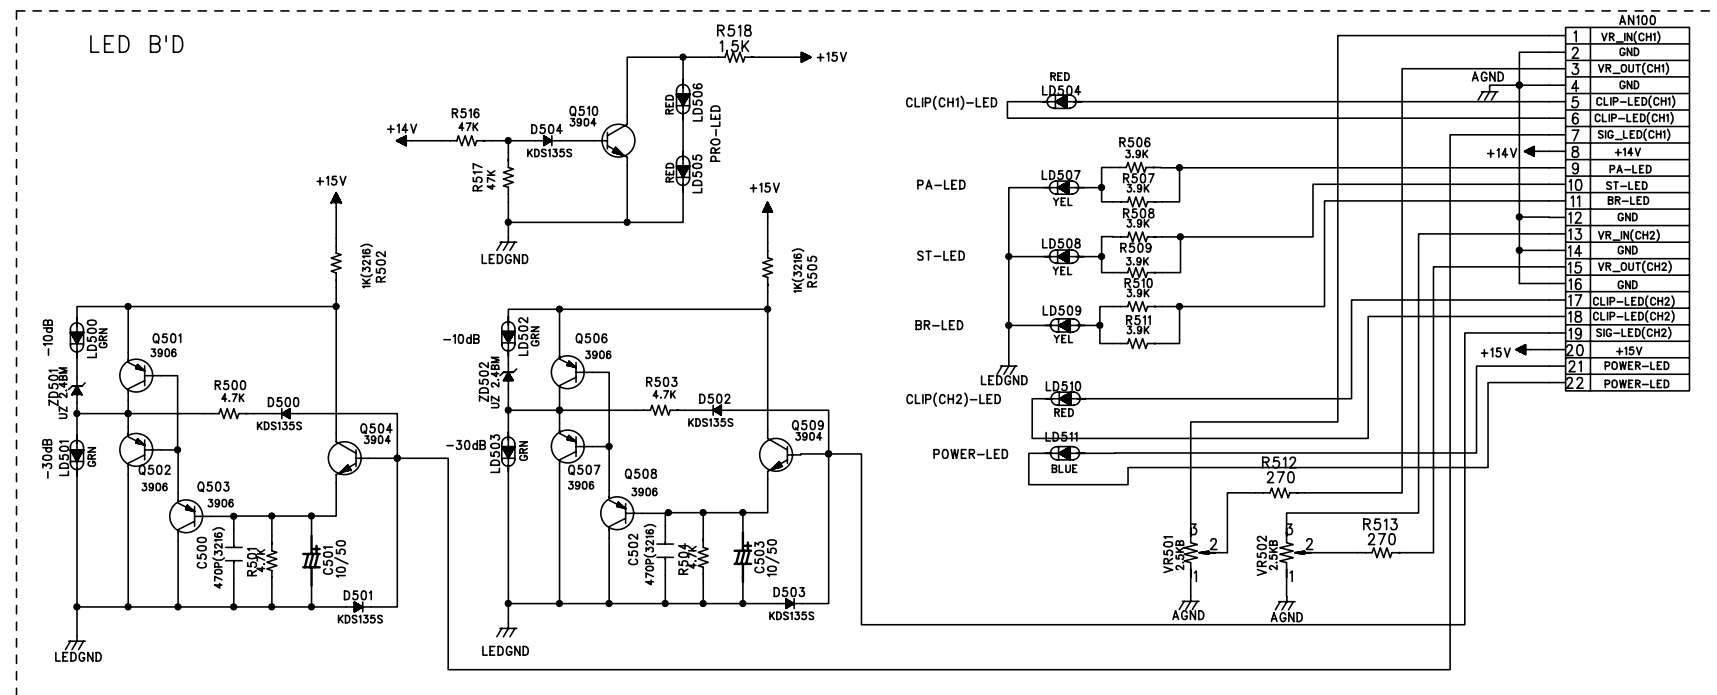 LED B'D
R518
1.5K
+15V
RED
LD506
PRO-LED
RED
LD505
+14V
R516
47K
D504
KDS135S
Q510
3904
R517
47K
LEDGND
+15V
1K(3216)
R502
-10dB
LD500
GRN
ZD501
UZ 2.4BM
-30dB
LD501
GRN
Q501
3906
R500
4.7K
D500
KDS135S
Q502
3906
Q503
3906
Q504
3904
C500
470P(3216)
R501
4.7K
C501
10/50
D501
KDS135S
LEDGND
+15V
1K(3216)
R505
-10dB
LD502
GRN
ZD502
UZ 2.4BM
-30dB
LD503
GRN
Q506
3906
R503
4.7K
D502
KDS135S
Q507
3906
Q508
3906
Q509
3904
C502
470P(3216)
R504
4.7K
C503
10/50
D503
KDS135S
LEDGND
CLIP(CH1)-LED
RED
LD504
PA-LED
LD507
YEL
R506
3.9K
R507
3.9K
ST-LED
LD508
YEL
R508
3.9K
R509
3.9K
BR-LED
LD509
YEL
R510
3.9K
R511
3.9K
LEDGND
CLIP(CH2)-LED
LD510
RED
POWER-LED
LD511
BLUE
R512
270
R513
270
VR501
2.5KB
3
2
1
AGND
VR502
2.5KB
3
2
1
AGND
AGND
+14V
+15V
AN100
1 VR_IN(CH1)
2 GND
3 VR_OUT(CH1)
4 GND
5 CLIP-LED(CH1)
6 CLIP-LED(CH1)
7 SIG_LED(CH1)
8 +14V
9 PA-LED
10 ST-LED
11 BR-LED
12 GND
13 VR_IN(CH2)
14 GND
15 VR_OUT(CH2)
16 GND
17 CLIP-LED(CH2)
18 CLIP-LED(CH2)
19 SIG-LED(CH2)
20 +15V
21 POWER-LED
22 POWER-LED